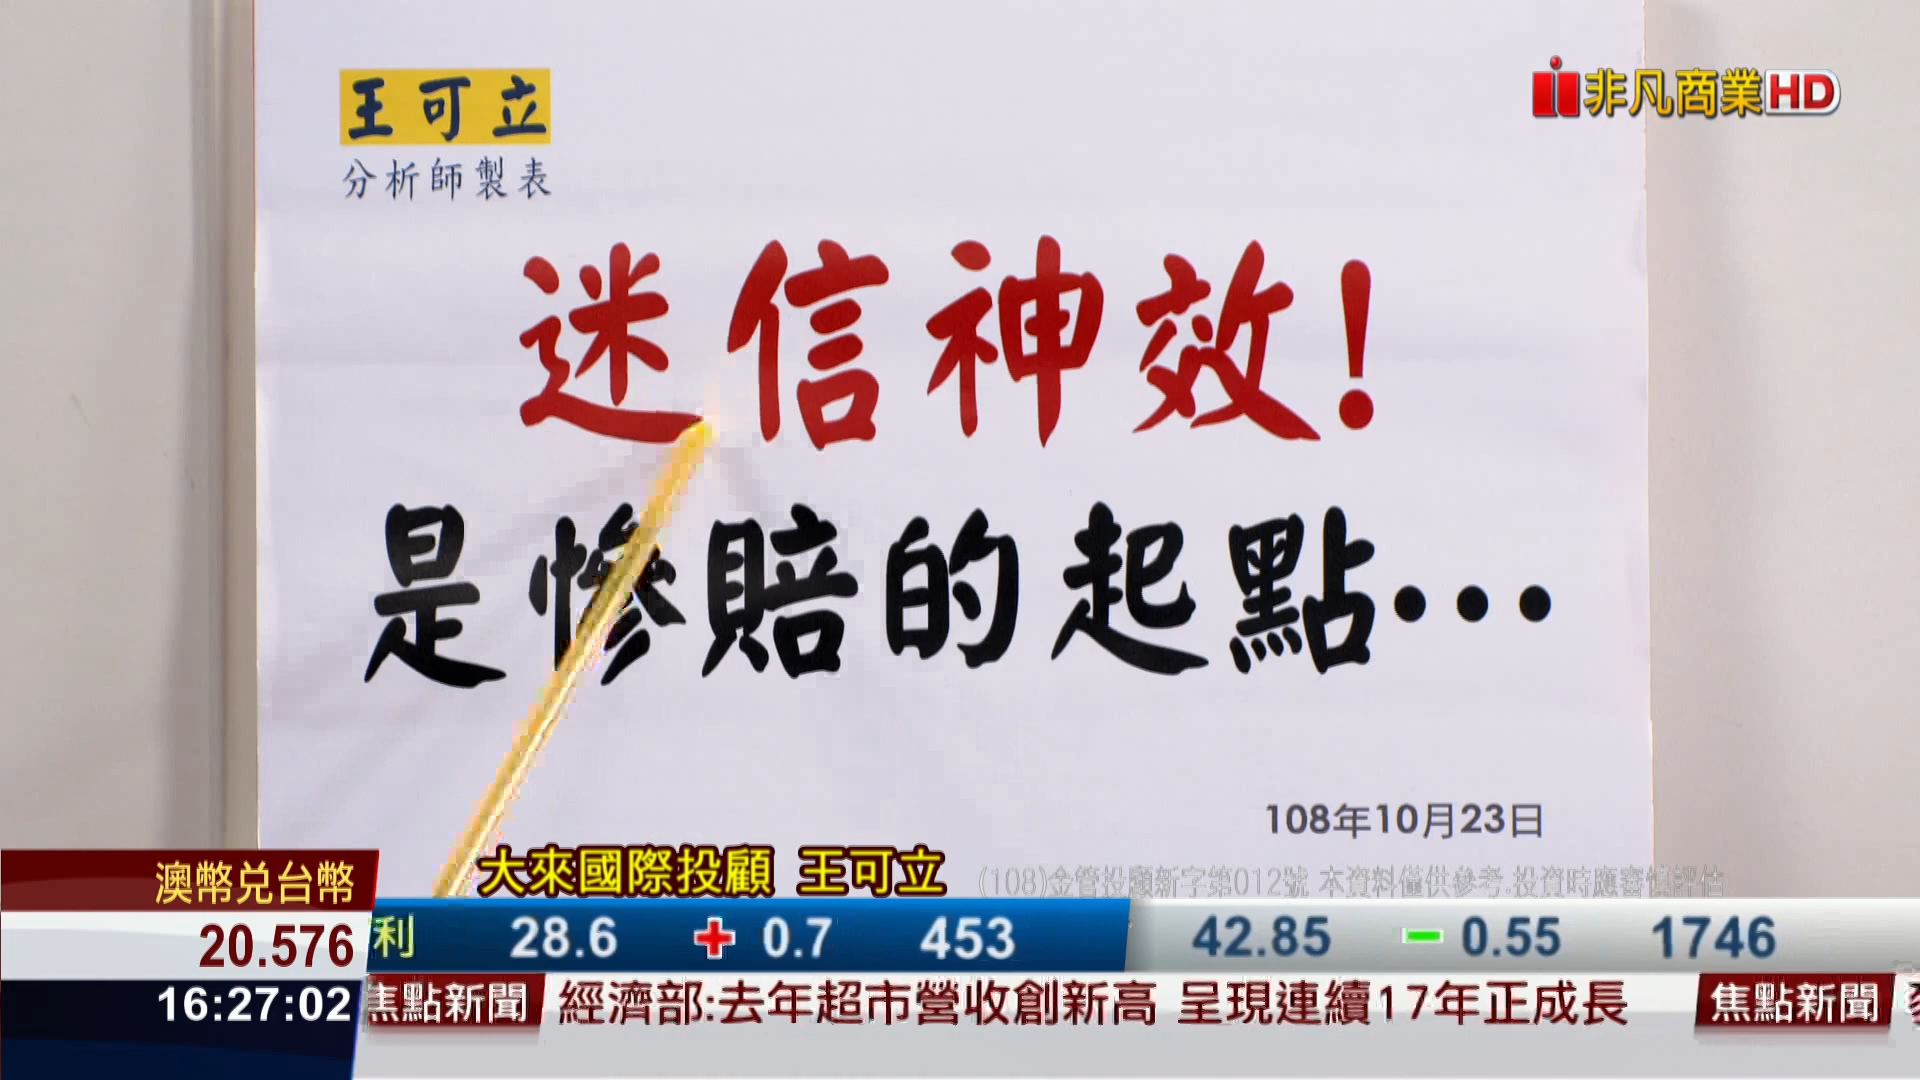 王可立
分析師製表
非凡商業HD
迷信神效!
是慘賠的起點…
108年10月23日
大來國際投顧 王可立
(108)金管投顧新字第012號 本資料僅供參考.投資時應審慎評估
澳幣兌台幣
20.576
利 28.6 + 0.7 453 42.85 - 0.55 1746
16:27:02
焦點新聞 經濟部:去年超市營收創新高 呈現連續17年正成長 焦點新聞